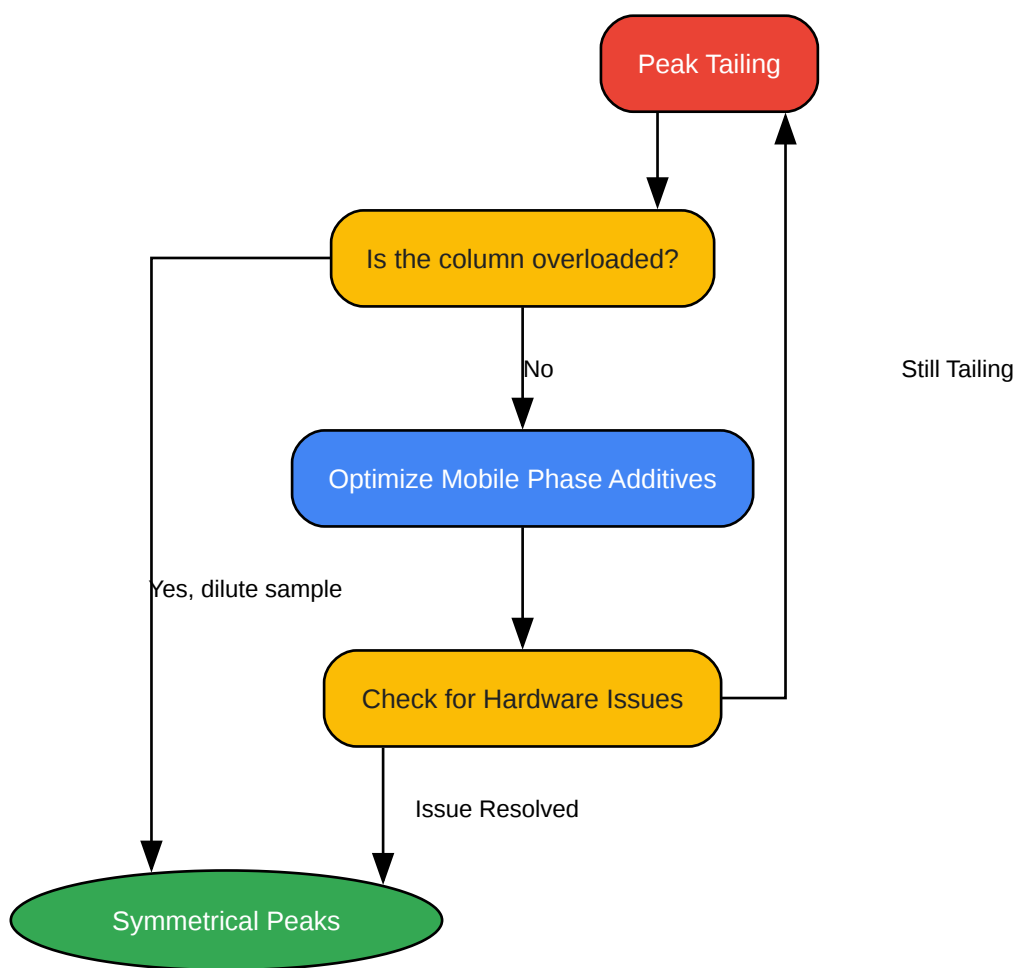 Peak Tailing
Is the column overloaded?
No
Still Tailing
Optimize Mobile Phase Additives
Yes, dilute sample
Check for Hardware Issues
Issue Resolved
Symmetrical Peaks